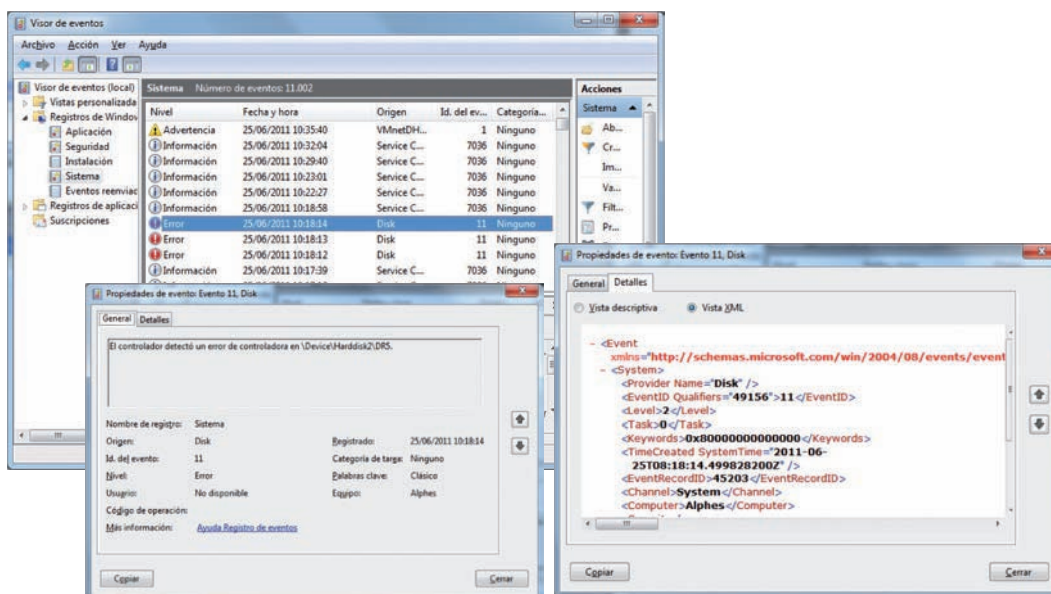 Visor de eventos
Archivo Acción Ver Ayuda
Visor de eventos (local)
Vistas personalizada
Registros de Window
Aplicación
Seguridad
Instalación
Sistema
Eventos reenviac
Registros de aplicaci
Suscripciones
Sistema Número de eventos: 11.002
Nivel Fecha y hora Origen Id. del ev... Categoría...
Advertencia 25/06/2011 10:35:40 VMnetDH... 1 Ninguno
Información 25/06/2011 10:32:04 Service C... 7036 Ninguno
Información 25/06/2011 10:29:40 Service C... 7036 Ninguno
Información 25/06/2011 10:23:01 Service C... 7036 Ninguno
Información 25/06/2011 10:22:27 Service C... 7036 Ninguno
Información 25/06/2011 10:18:58 Service C... 7036 Ninguno
Error 25/06/2011 10:18:14 Disk 11 Ninguno
Error 25/06/2011 10:18:13 Disk 11 Ninguno
Error 25/06/2011 10:18:12 Disk 11 Ninguno
Información 25/06/2011 10:17:39 Service C... 7036 Ninguno
Acciones
Sistema
Ab...
Cr...
Im...
Va...
Filt...
Pr...
Propiedades de evento: Evento 11, Disk
General Detalles
El controlador detectó un error de controladora en \Device\Harddisk2\DR5.
Nombre de registro: Sistema
Origen: Disk Registrado: 25/06/2011 10:18:14
Id. del evento: 11 Categoría de tarea: Ninguno
Nivel: Error Palabras clave: Clásico
Usuario: No disponible Equipo: Alphes
Código de operación:
Más información: Ayuda Registro de eventos
Copiar Cerrar
Propiedades de evento: Evento 11, Disk
General Detalles
Vista descriptiva Vista XML
- <Event
xmlns="http://schemas.microsoft.com/win/2004/08/events/event
- <System>
<Provider Name="Disk" />
<EventID Qualifiers="49156">11</EventID>
<Level>2</Level>
<Task>0</Task>
<Keywords>0x80000000000000</Keywords>
<TimeCreated SystemTime="2011-06-
25T08:18:14.499828200Z" />
<EventRecordID>45203</EventRecordID>
<Channel>System</Channel>
<Computer>Alphes</Computer>
Copiar Cerrar